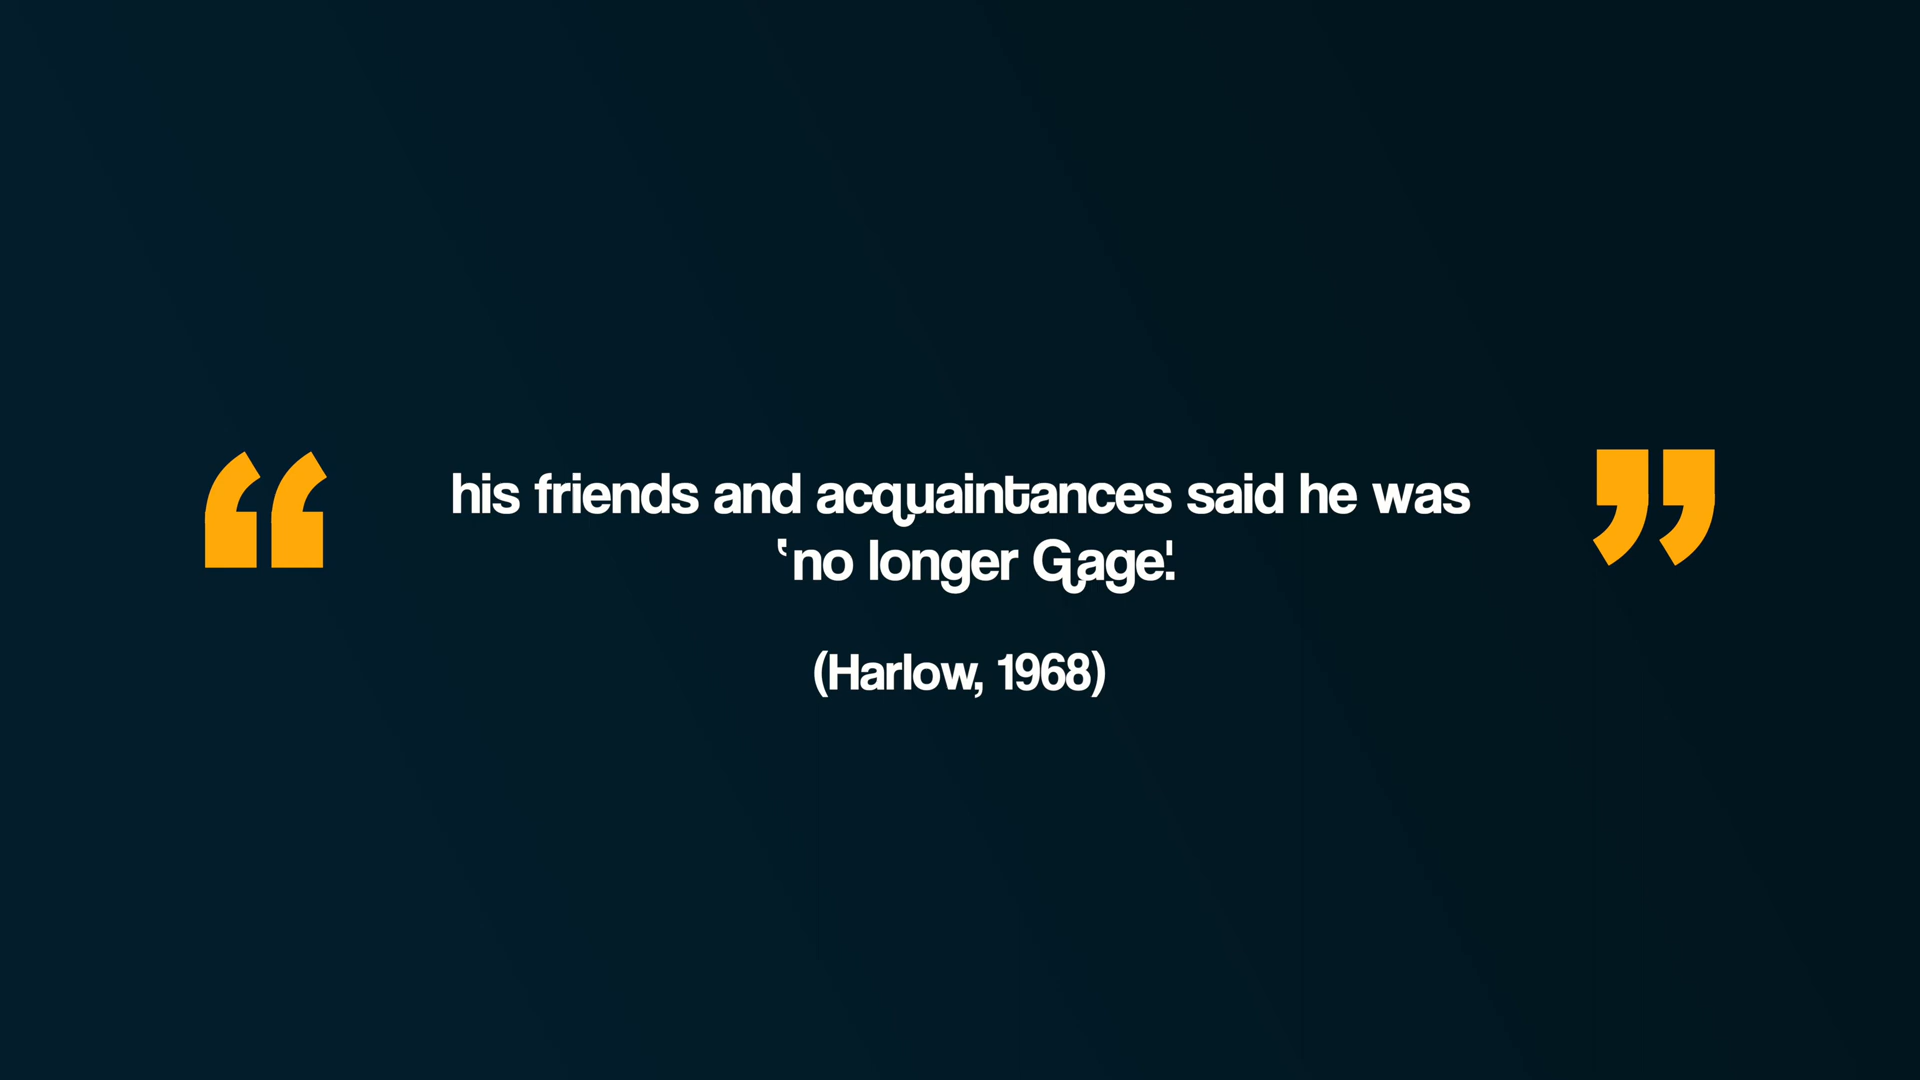 “his friends and acquaintances said he was
‘no longer Gage.'”
(Harlow, 1968)